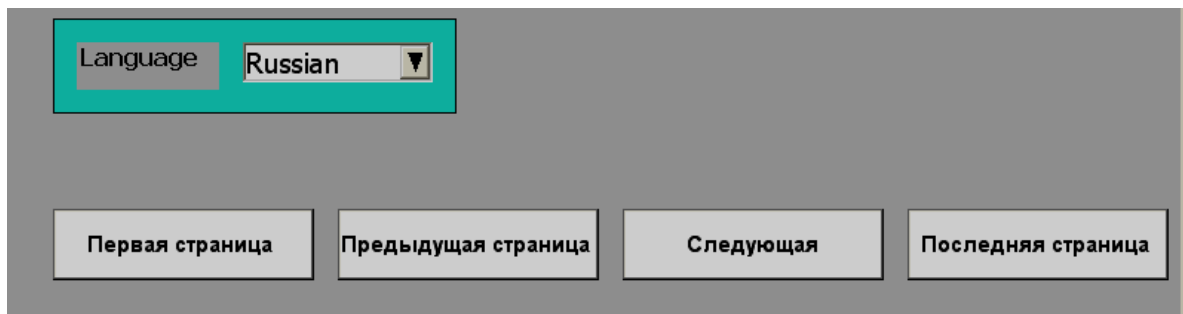 Language
Russian
Первая страница
Предыдущая страница
Следующая
Последняя страница